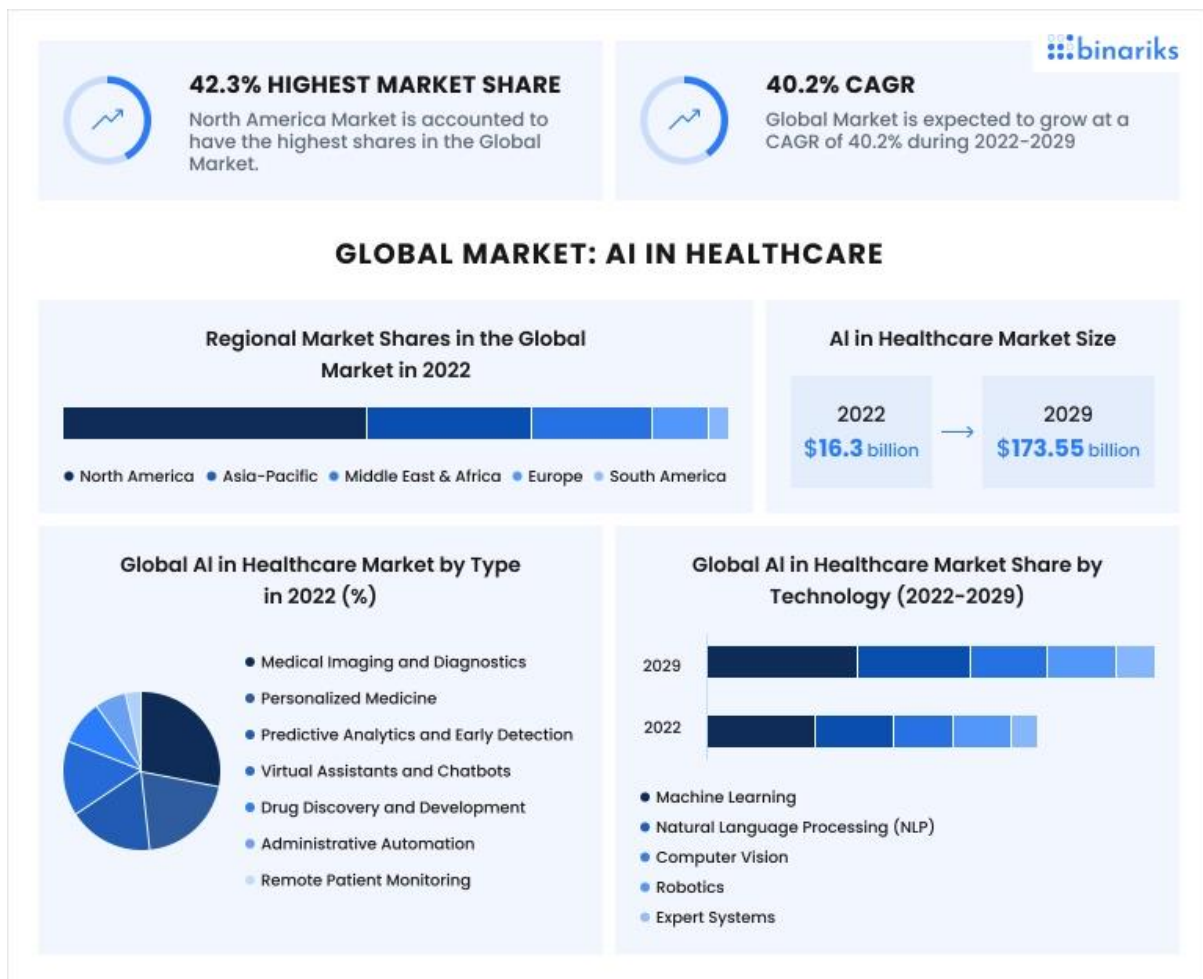 binariks
42.3% HIGHEST MARKET SHARE
North America Market is accounted to
have the highest shares in the Global
Market.
40.2% CAGR
Global Market is expected to grow at a
CAGR of 40.2% during 2022-2029
GLOBAL MARKET: AI IN HEALTHCARE
Regional Market Shares in the Global
Market in 2022
North America
Asia-Pacific
Middle East & Africa
Europe
South America
AI in Healthcare Market Size
2022
$16.3 billion
2029
$173.55 billion
Global AI in Healthcare Market by Type
in 2022 (%)
Medical Imaging and Diagnostics
Personalized Medicine
Predictive Analytics and Early Detection
Virtual Assistants and Chatbots
Drug Discovery and Development
Administrative Automation
Remote Patient Monitoring
Global AI in Healthcare Market Share by
Technology (2022-2029)
2029
2022
Machine Learning
Natural Language Processing (NLP)
Computer Vision
Robotics
Expert Systems